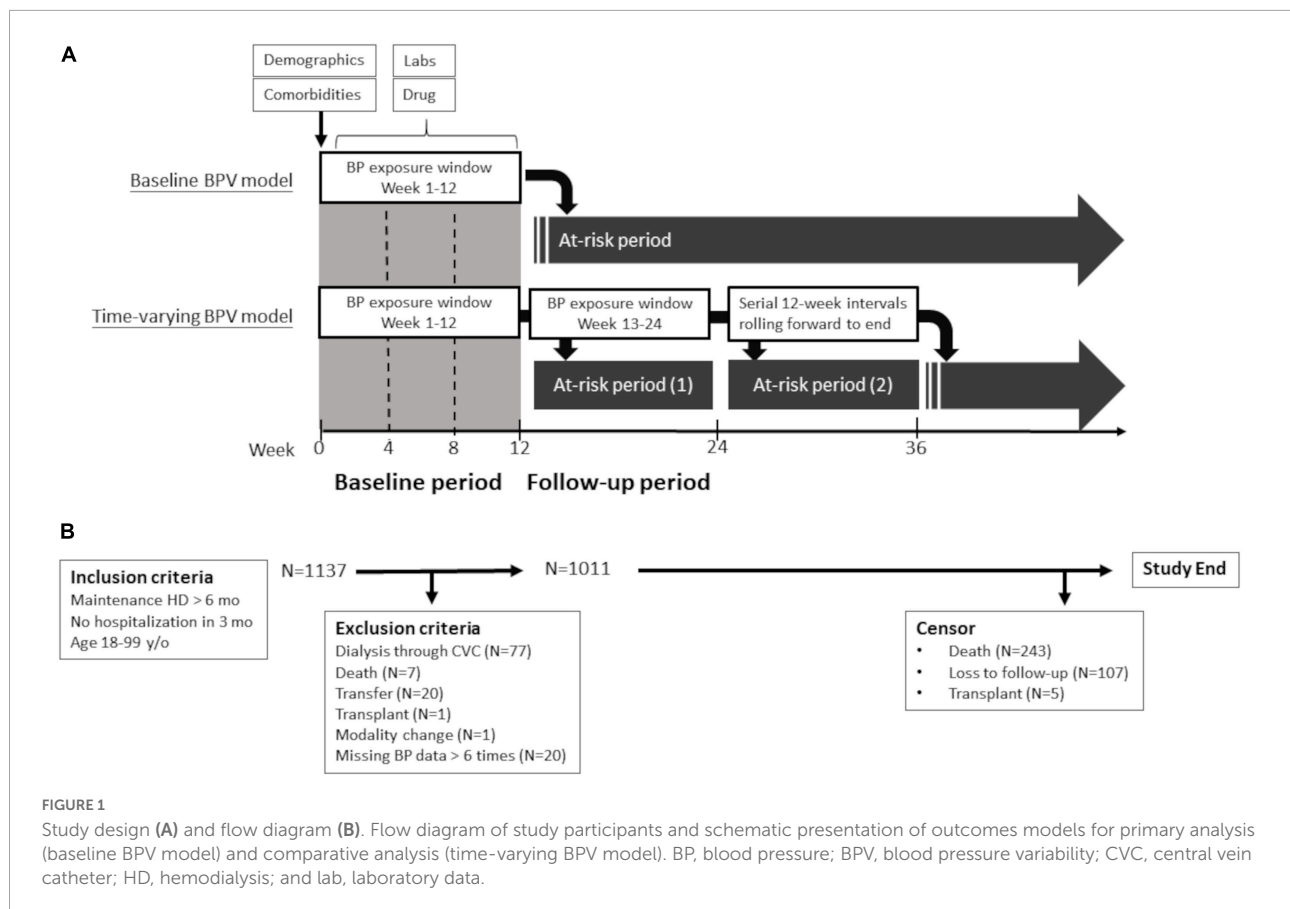 A
Demographics
Labs
Comorbidities
Drug
Baseline BPV model
BP exposure window
Week 1-12
At-risk period
Time-varying BPV model
BP exposure window
Week 1-12
BP exposure window
Week 13-24
Serial 12-week intervals
rolling forward to end
At-risk period (1)
At-risk period (2)
Week
0
4
8
12
24
36
Baseline period
Follow-up period
B
Inclusion criteria
Maintenance HD > 6 mo
No hospitalization in 3 mo
Age 18-99 y/o
N=1137
N=1011
Study End
Exclusion criteria
Dialysis through CVC (N=77)
Death (N=7)
Transfer (N=20)
Transplant (N=1)
Modality change (N=1)
Missing BP data > 6 times (N=20)
Censor
• Death (N=243)
• Loss to follow-up (N=107)
• Transplant (N=5)
FIGURE 1
Study design (A) and flow diagram (B). Flow diagram of study participants and schematic presentation of outcomes models for primary analysis
(baseline BPV model) and comparative analysis (time-varying BPV model). BP, blood pressure; BPV, blood pressure variability; CVC, central vein
catheter; HD, hemodialysis; and lab, laboratory data.